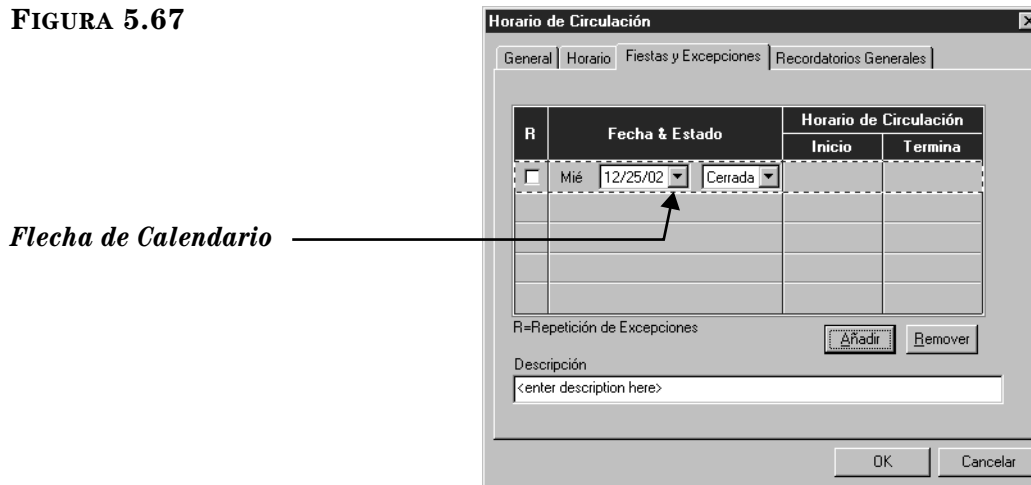 FIGURA 5.67
Horario de Circulación
General Horario Fiestas y Excepciones Recordatorios Generales
R Fecha & Estado Horario de Circulación
Inicio Termina
Mié 12/25/02 Cerrada
Flecha de Calendario
R=Repetición de Excepciones
Añadir Remover
Descripción
<enter description here>
OK Cancelar